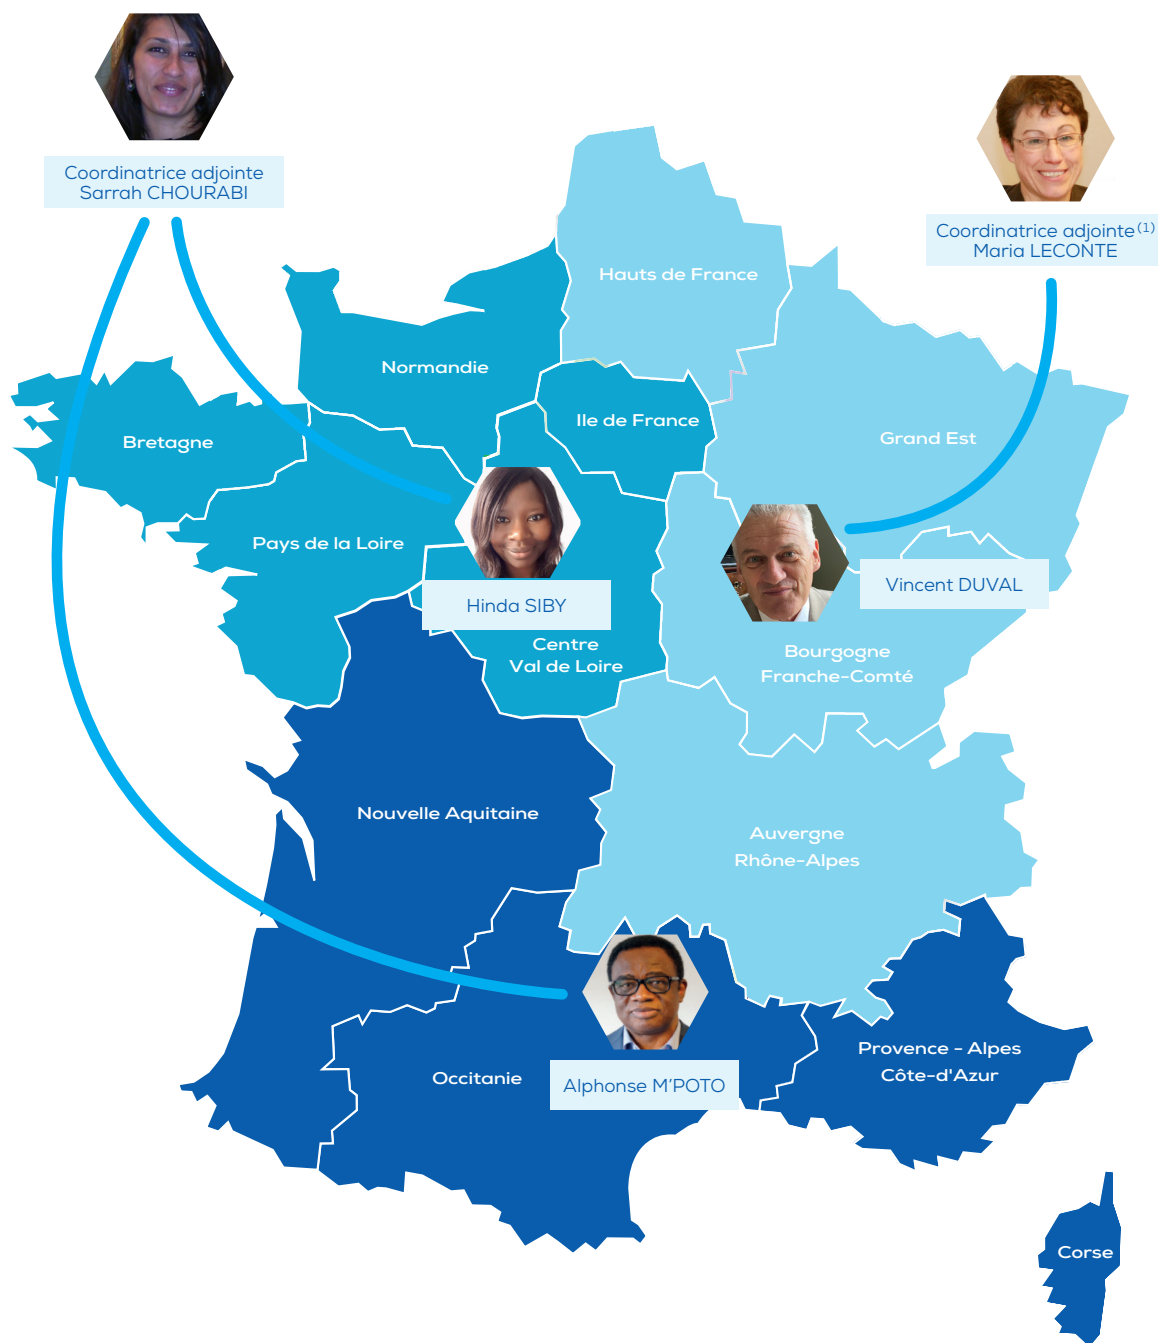 Coordinatrice adjointe
Sarrah CHOURABI
Coordinatrice adjointe(1)
Maria LECONTE
Hauts de France
Normandie
Ile de France
Bretagne
Grand Est
Pays de la Loire
Vincent DUVAL
Hinda SIBY
Centre
Val de Loire
Bourgogne
Franche-Comté
Nouvelle Aquitaine
Auvergne
Rhône-Alpes
Provence - Alpes
Côte-d'Azur
Occitanie
Alphonse M'POTO
Corse